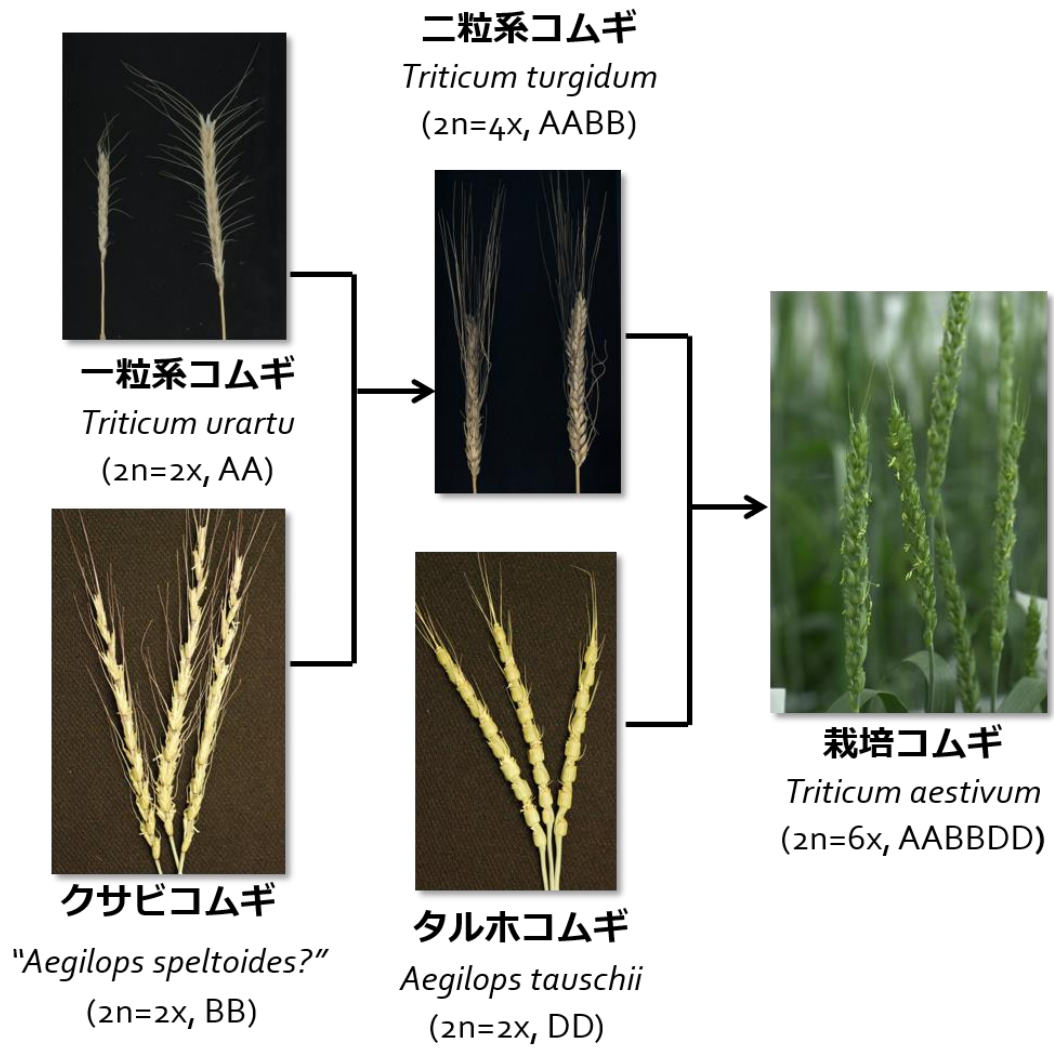 二粒系コムギ
Triticum turgidum
(2n=4x, AABB)
一粒系コムギ
Triticum urartu
(2n=2x, AA)
クサビコムギ
“Aegilops speltoides?”
(2n=2x, BB)
タルホコムギ
Aegilops tauschii
(2n=2x, DD)
栽培コムギ
Triticum aestivum
(2n=6x, AABBDD)